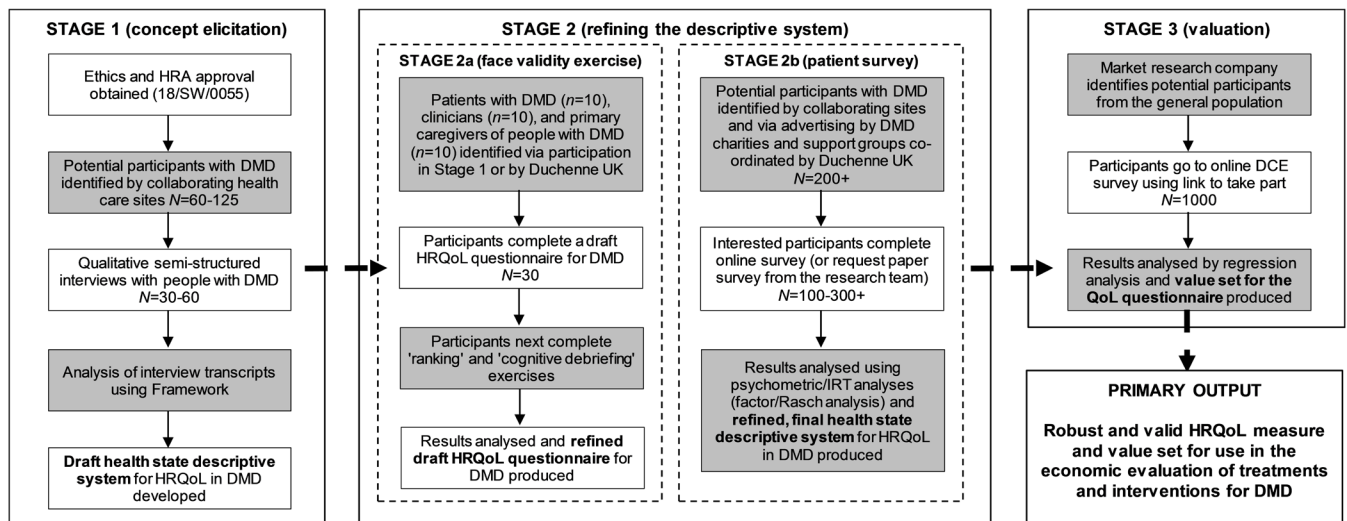 STAGE 1 (concept elicitation)
Ethics and HRA approval
obtained (18/SW/0055)
Potential participants with DMD
identified by collaborating health
care sites N=60-125
Qualitative semi-structured
interviews with people with DMD
N=30-60
Analysis of interview transcripts
using Framework
Draft health state descriptive
system for HRQoL in DMD
developed
STAGE 2 (refining the descriptive system)
STAGE 2a (face validity exercise)
Patients with DMD (n=10),
clinicians (n=10), and primary
caregivers of people with DMD
(n=10) identified via participation
in Stage 1 or by Duchenne UK
Participants complete a draft
HRQoL questionnaire for DMD
N=30
Participants next complete
'ranking' and 'cognitive debriefing'
exercises
Results analysed and refined
draft HRQoL questionnaire for
DMD produced
STAGE 2b (patient survey)
Potential participants with DMD
identified by collaborating sites
and via advertising by DMD
charities and support groups co-
ordinated by Duchenne UK
N=200+
Interested participants complete
online survey (or request paper
survey from the research team)
N=100-300+
Results analysed using
psychometric/IRT analyses
(factor/Rasch analysis) and
refined, final health state
descriptive system for HRQoL
in DMD produced
STAGE 3 (valuation)
Market research company
identifies potential participants
from the general population
Participants go to online DCE
survey using link to take part
N=1000
Results analysed by regression
analysis and value set for the
QoL questionnaire produced
PRIMARY OUTPUT
Robust and valid HRQoL measure
and value set for use in the
economic evaluation of treatments
and interventions for DMD